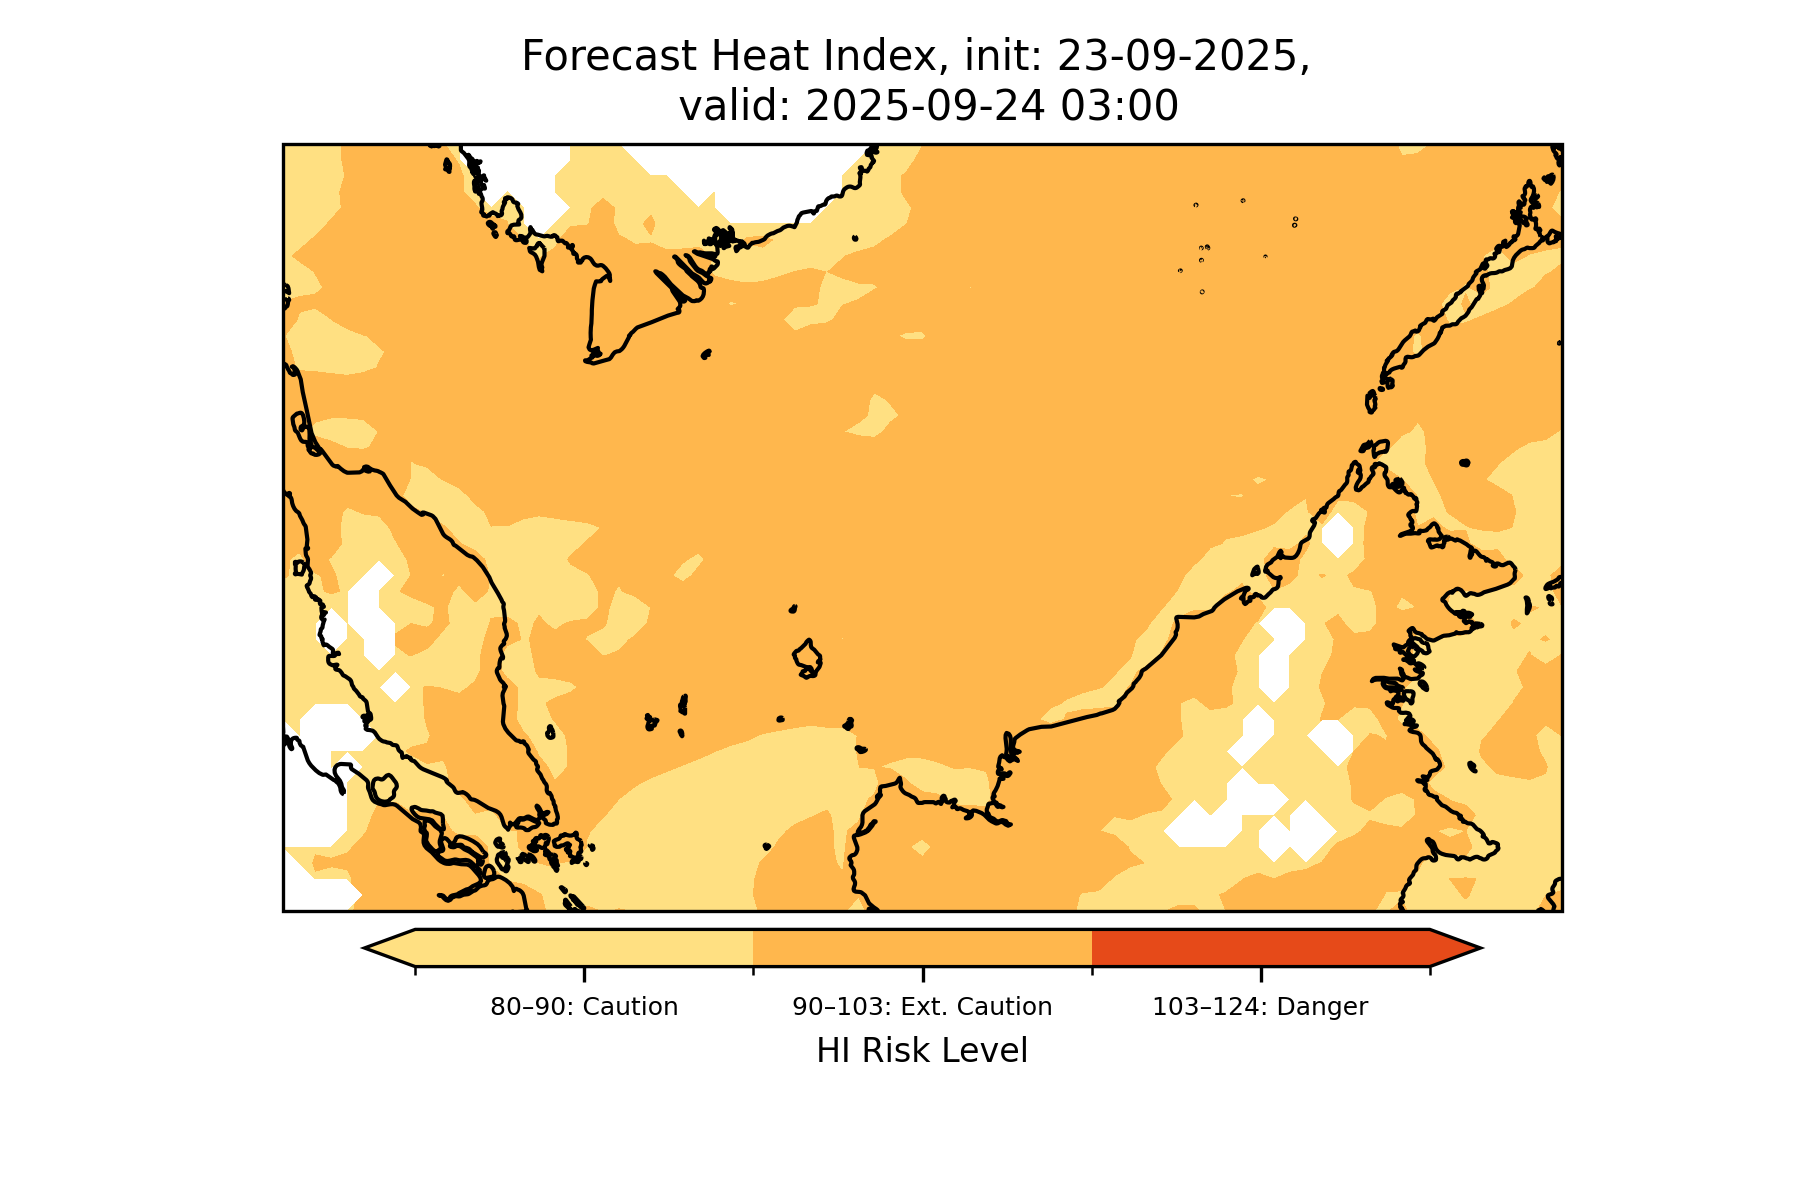 Forecast Heat Index, init: 23-09-2025,
valid: 2025-09-24 03:00
80–90: Caution
90–103: Ext. Caution
103–124: Danger
HI Risk Level